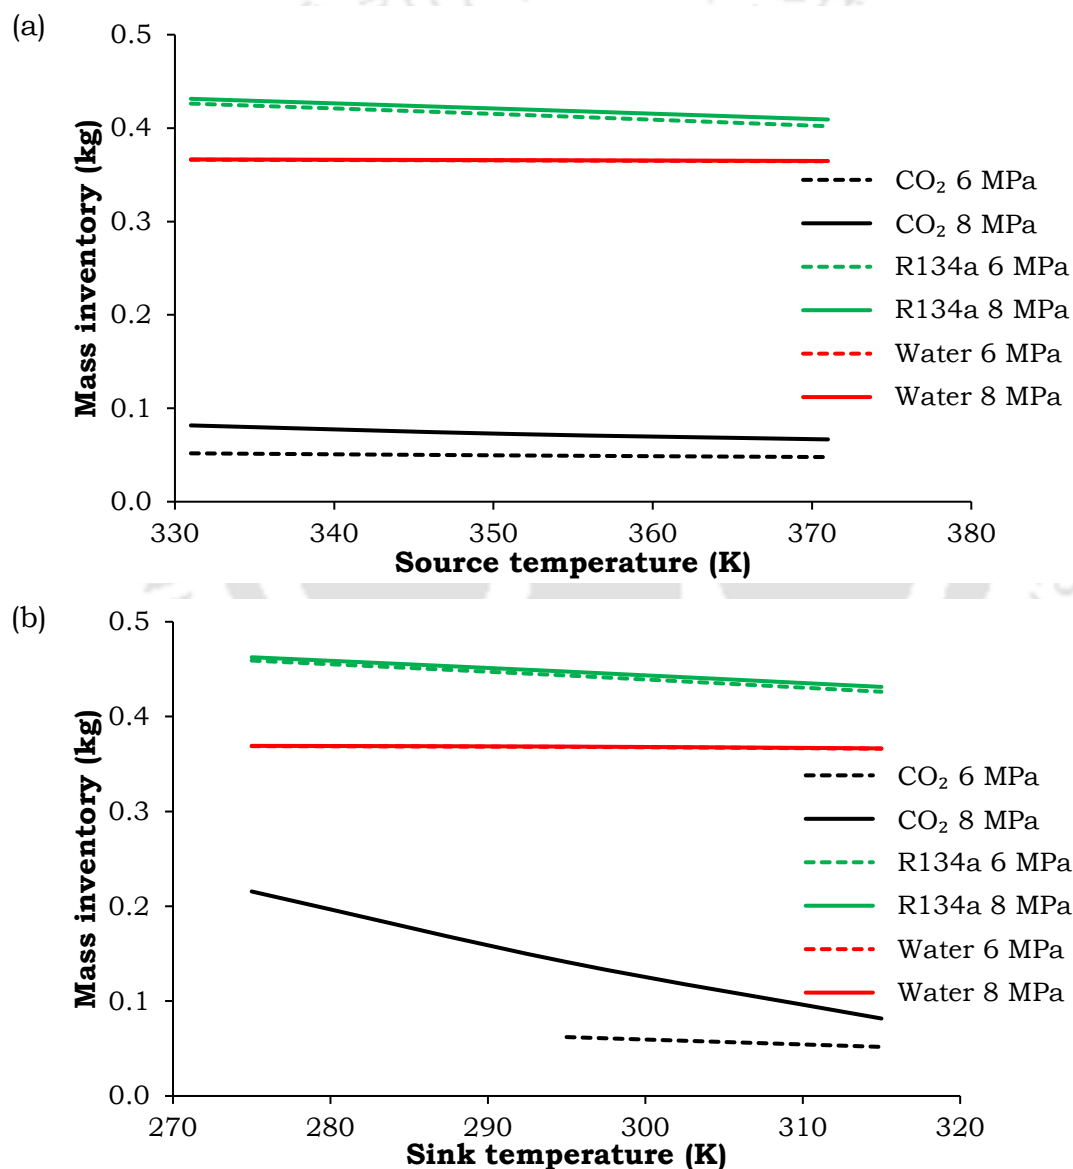 (a)
Mass inventory (kg)
0.5
0.4
0.3
0.2
0.1
0.0
330 340 350 360 370 380
Source temperature (K)
CO₂ 6 MPa
CO₂ 8 MPa
R134a 6 MPa
R134a 8 MPa
Water 6 MPa
Water 8 MPa
(b)
Mass inventory (kg)
0.5
0.4
0.3
0.2
0.1
0.0
270 280 290 300 310 320
Sink temperature (K)
CO₂ 6 MPa
CO₂ 8 MPa
R134a 6 MPa
R134a 8 MPa
Water 6 MPa
Water 8 MPa